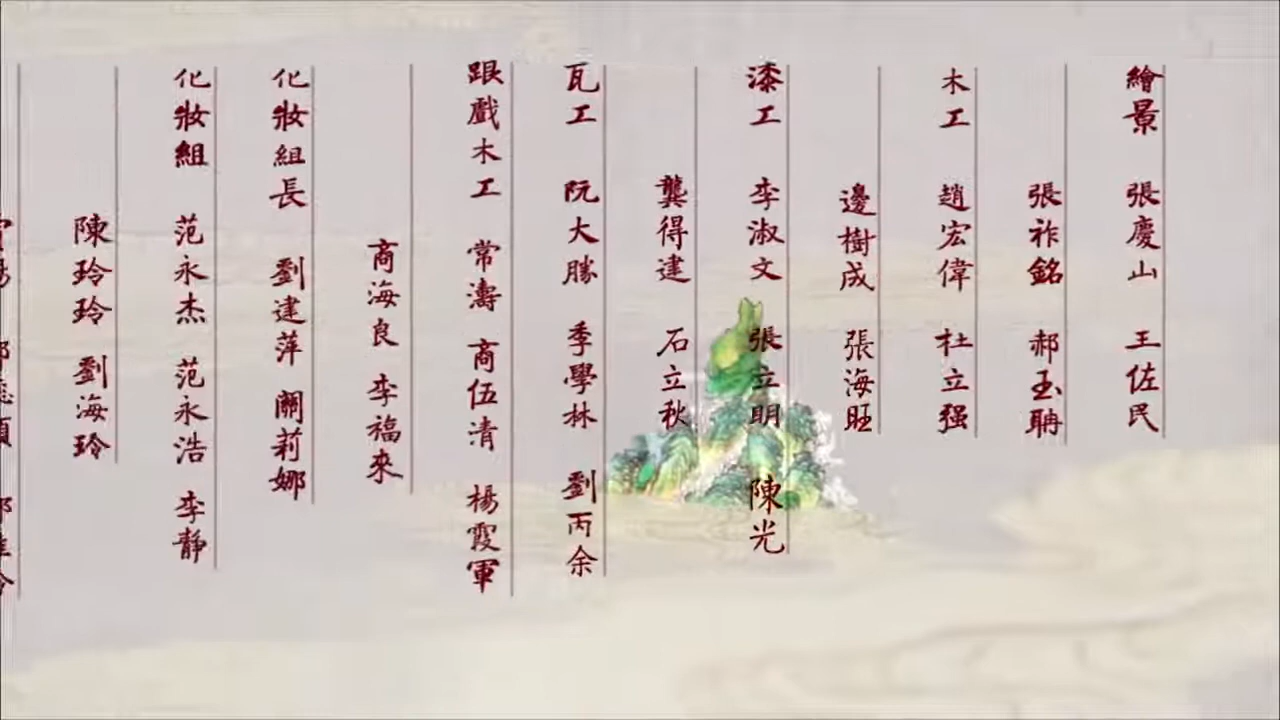 繪景 張慶山 王佐民
張祚銘 郝玉聃
木工 趙宏偉 杜立强
邊樹成 張海旺
漆工 李淑文 張立明 陳光
龔得建 石立秋
瓦工 阮大勝 季學林 劉丙余
跟戲木工 常濤 商伍清 楊霞軍
商海良 李福來
化妝組長 劉建萍 關莉娜
化妝組 范永杰 范永浩 李靜
陳玲玲 劉海玲